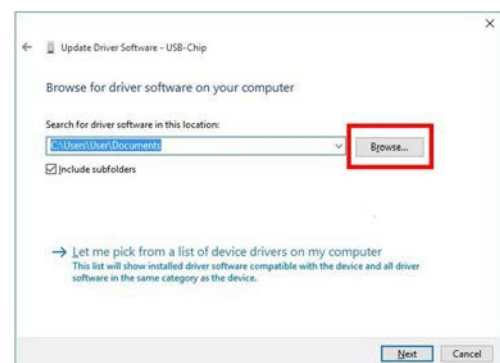 Update Driver Software - USB-Chip
Browse for driver software on your computer
Search for driver software in this location:
C:\Users\User\Documents
Browse...
Include subfolders
Let me pick from a list of device drivers on my computer
This list will show installed driver software compatible with the device and all driver
software in the same category as the device.
Next Cancel